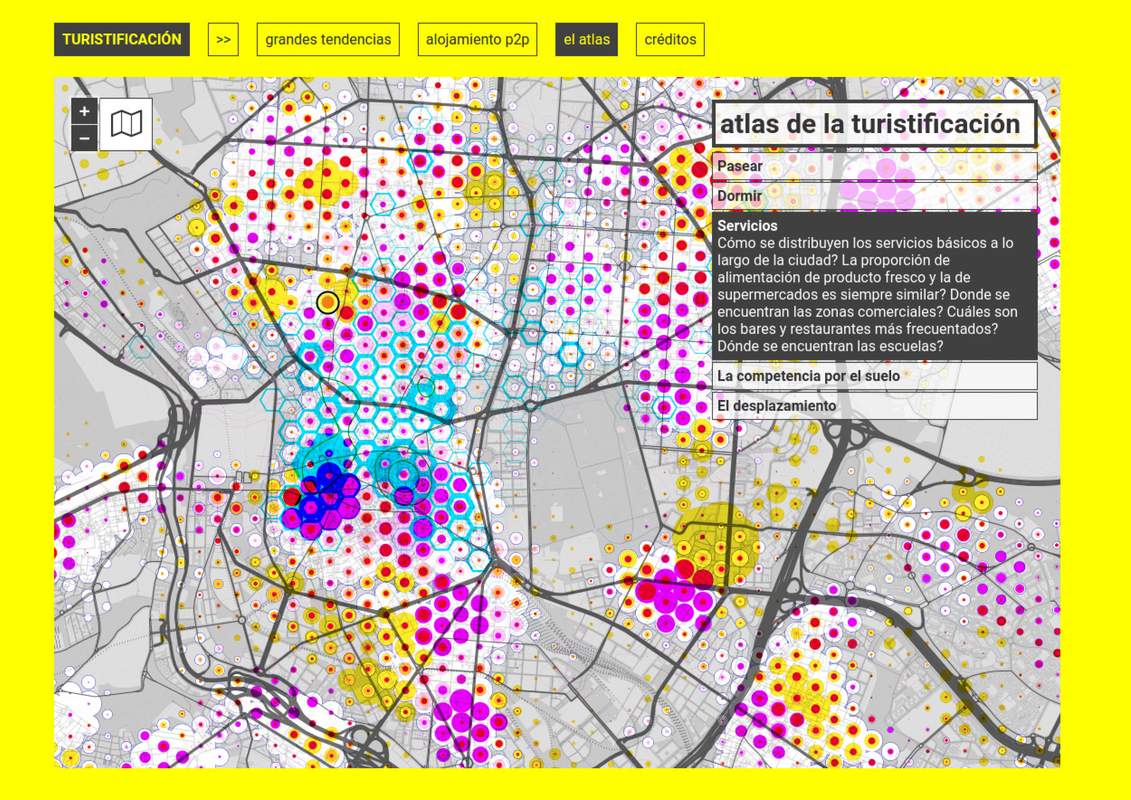 TURISTIFICACIÓN
>>
grandes tendencias
alojamiento p2p
el atlas
créditos
+
−
atlas de la turistificación
Pasear
Dormir
Servicios
Cómo se distribuyen los servicios básicos a lo
largo de la ciudad? La proporción de
alimentación de producto fresco y la de
supermercados es siempre similar? Donde se
encuentran las zonas comerciales? Cuáles son
los bares y restaurantes más frecuentados?
Dónde se encuentran las escuelas?
La competencia por el suelo
El desplazamiento